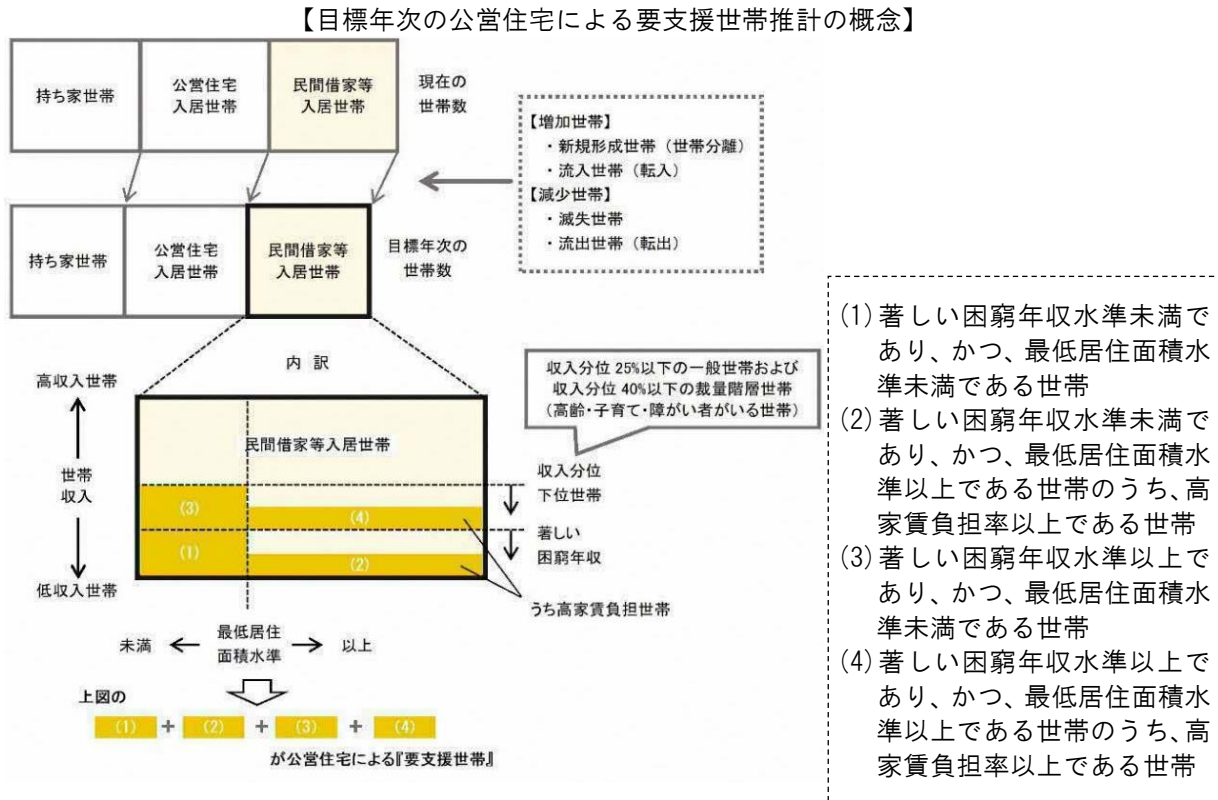 【目標年次の公営住宅による要支援世帯推計の概念】
持ち家世帯
公営住宅
入居世帯
民間借家等
入居世帯
現在の
世帯数
【増加世帯】
・新規形成世帯（世帯分離）
・流入世帯（転入）
【減少世帯】
・滅失世帯
・流出世帯（転出）
持ち家世帯
公営住宅
入居世帯
民間借家等
入居世帯
目標年次の
世帯数
内 訳
収入分位 25%以下の一般世帯および
収入分位 40%以下の裁量階層世帯
（高齢・子育て・障がい者がいる世帯）
高収入世帯
世帯
収入
低収入世帯
民間借家等入居世帯
(3)
(4)
(1)
(2)
収入分位
下位世帯
著しい
困窮年収
うち高家賃負担世帯
未満
最低居住
面積水準
以上
上図の
(1) + (2) + (3) + (4)
が公営住宅による『要支援世帯』
(1)著しい困窮年収水準未満で
あり、かつ、最低居住面積水
準未満である世帯
(2)著しい困窮年収水準未満で
あり、かつ、最低居住面積水
準以上である世帯のうち、高
家賃負担率以上である世帯
(3)著しい困窮年収水準以上で
あり、かつ、最低居住面積水
準未満である世帯
(4)著しい困窮年収水準以上で
あり、かつ、最低居住面積水
準以上である世帯のうち、高
家賃負担率以上である世帯